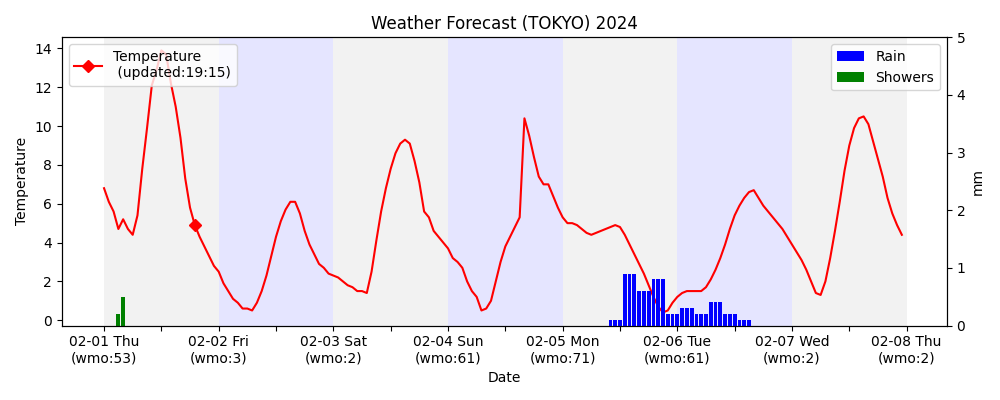 Weather Forecast (TOKYO) 2024
Temperature
(updated:19:15)
Rain
Showers
Temperature
14
12
10
8
6
4
2
0
5
4
3
2
1
0
mm
02-01 Thu
(wmo:53)
02-02 Fri
(wmo:3)
02-03 Sat
(wmo:2)
02-04 Sun
(wmo:61)
02-05 Mon
(wmo:71)
02-06 Tue
(wmo:61)
02-07 Wed
(wmo:2)
02-08 Thu
(wmo:2)
Date